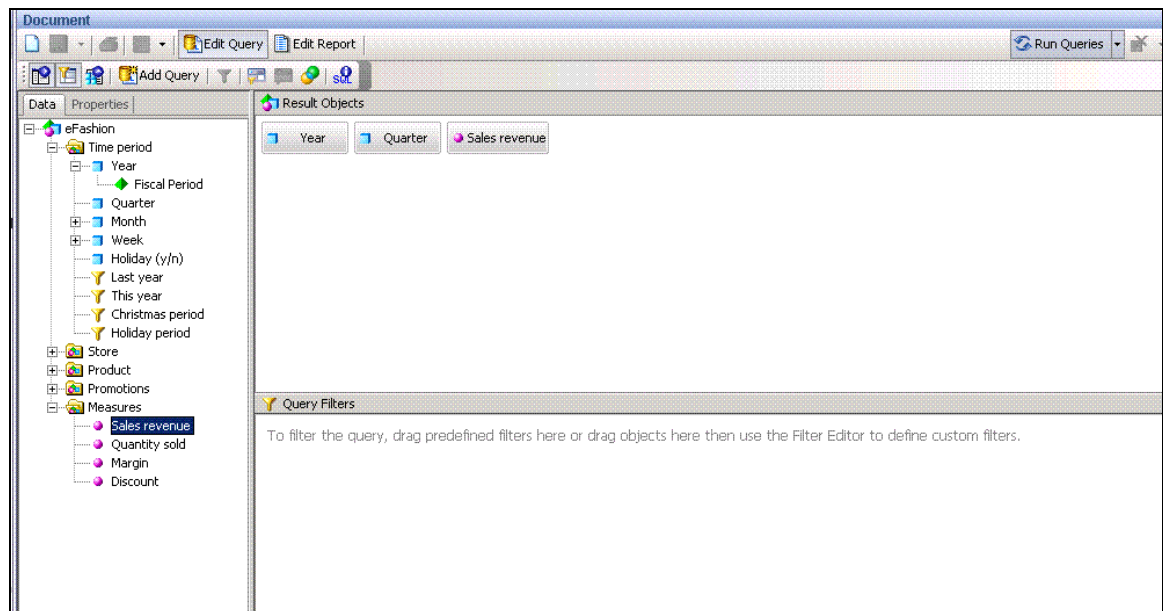 Document
Edit Query Edit Report Run Queries
Add Query SQL
Data Properties Result Objects
eFashion
Time period
Year Quarter Sales revenue
Year
Fiscal Period
Quarter
Month
Week
Holiday (y/n)
Last year
This year
Christmas period
Holiday period
Store
Product
Promotions
Measures
Query Filters
Sales revenue
Quantity sold
To filter the query, drag predefined filters here or drag objects here then use the Filter Editor to define custom filters.
Margin
Discount